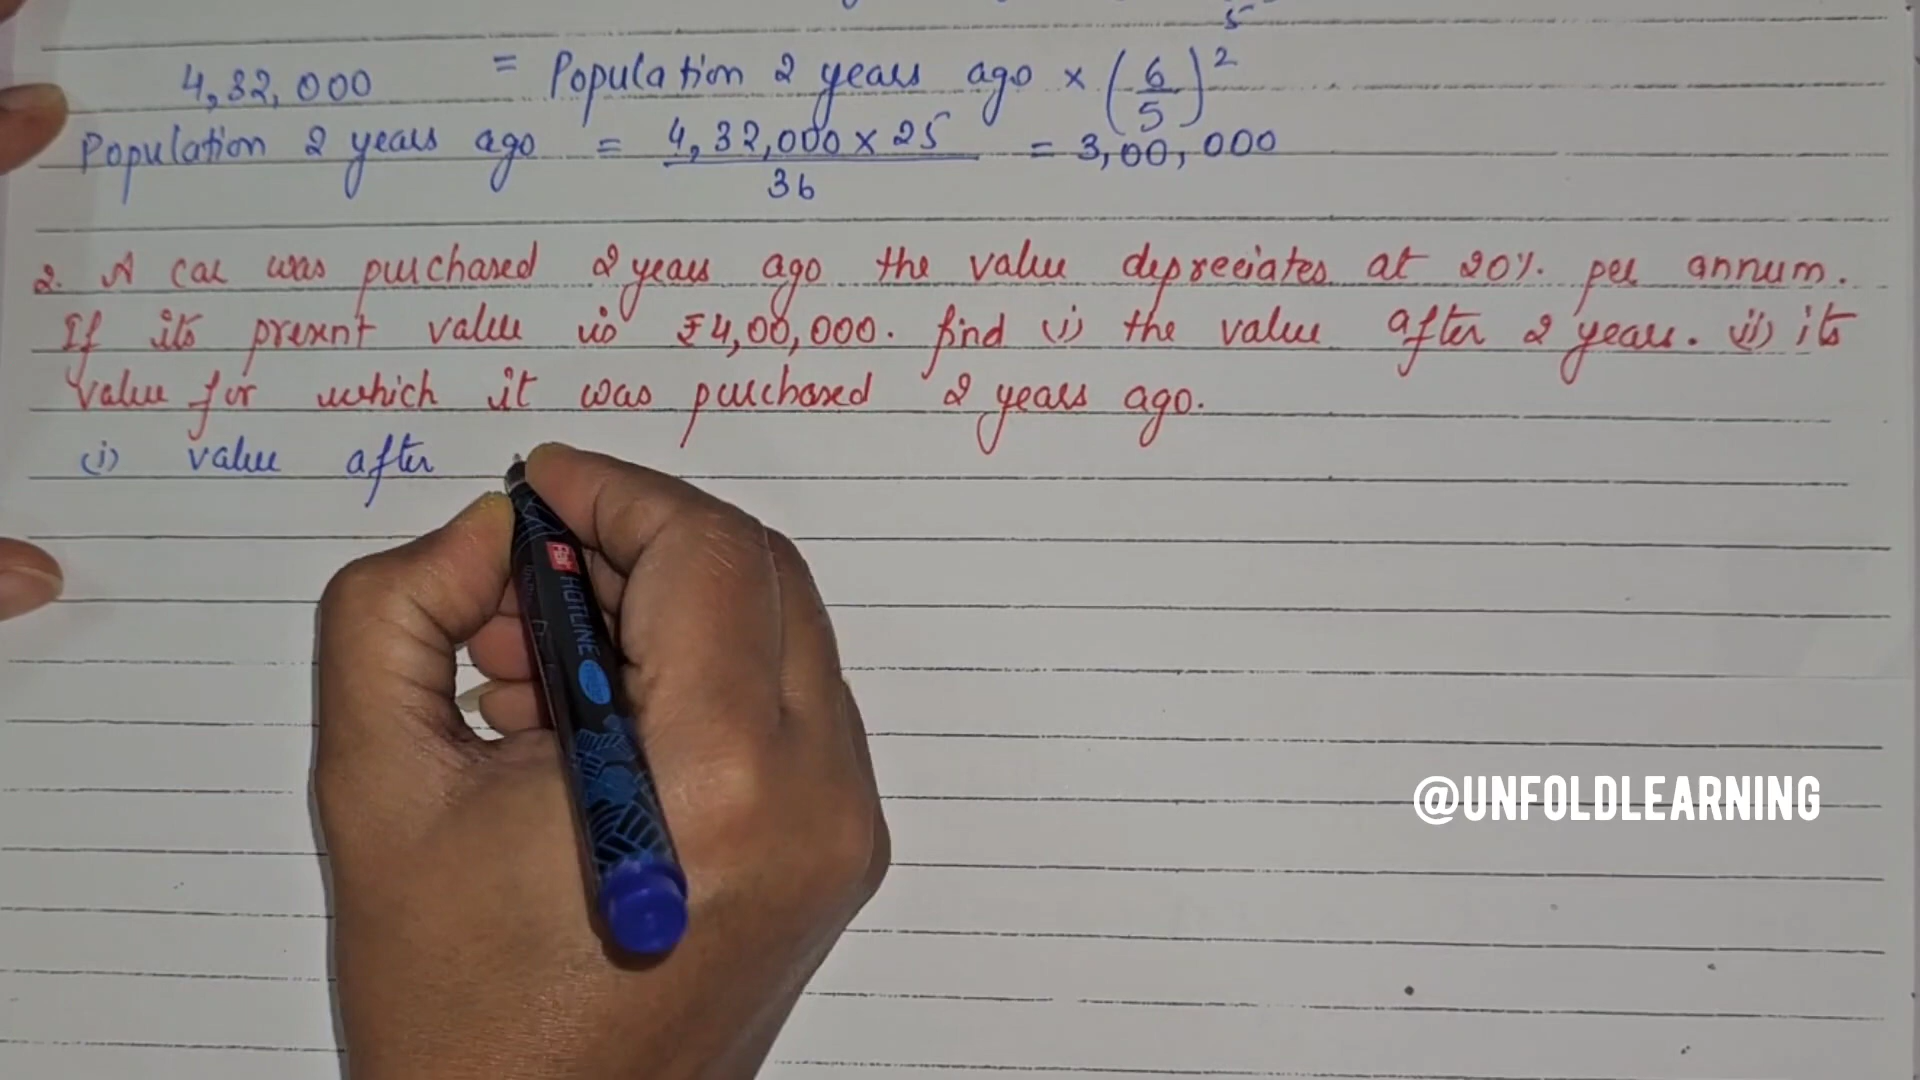 4,32,000 = Population 2 years ago × (6/5)²
Population 2 years ago = 4,32,000 × 25 / 36 = 3,00,000
2. A car was purchased 2 years ago the value depreciates at 20% per annum.
If its present value is ₹4,00,000. find (i) the value after 2 years. ii) its
value for which it was purchased 2 years ago.
(i) value after
HOTLINE
@UNFOLDLEARNING